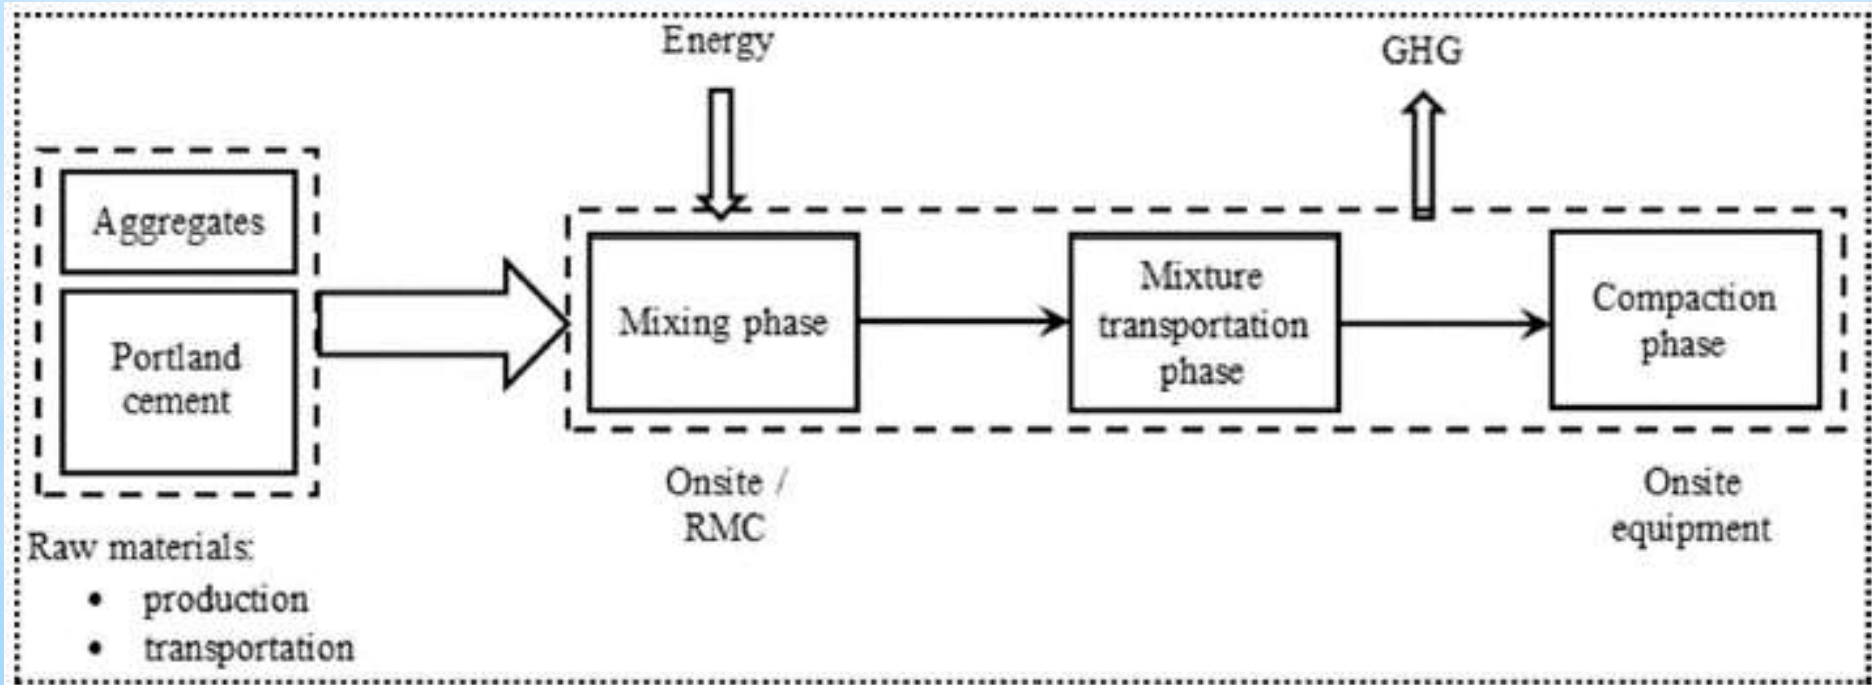 Energy
GHG
Aggregates
Portland
cement
Mixing phase
Mixture
transportation
phase
Compaction
phase
Onsite /
RMC
Onsite
equipment
Raw materials:
• production
• transportation